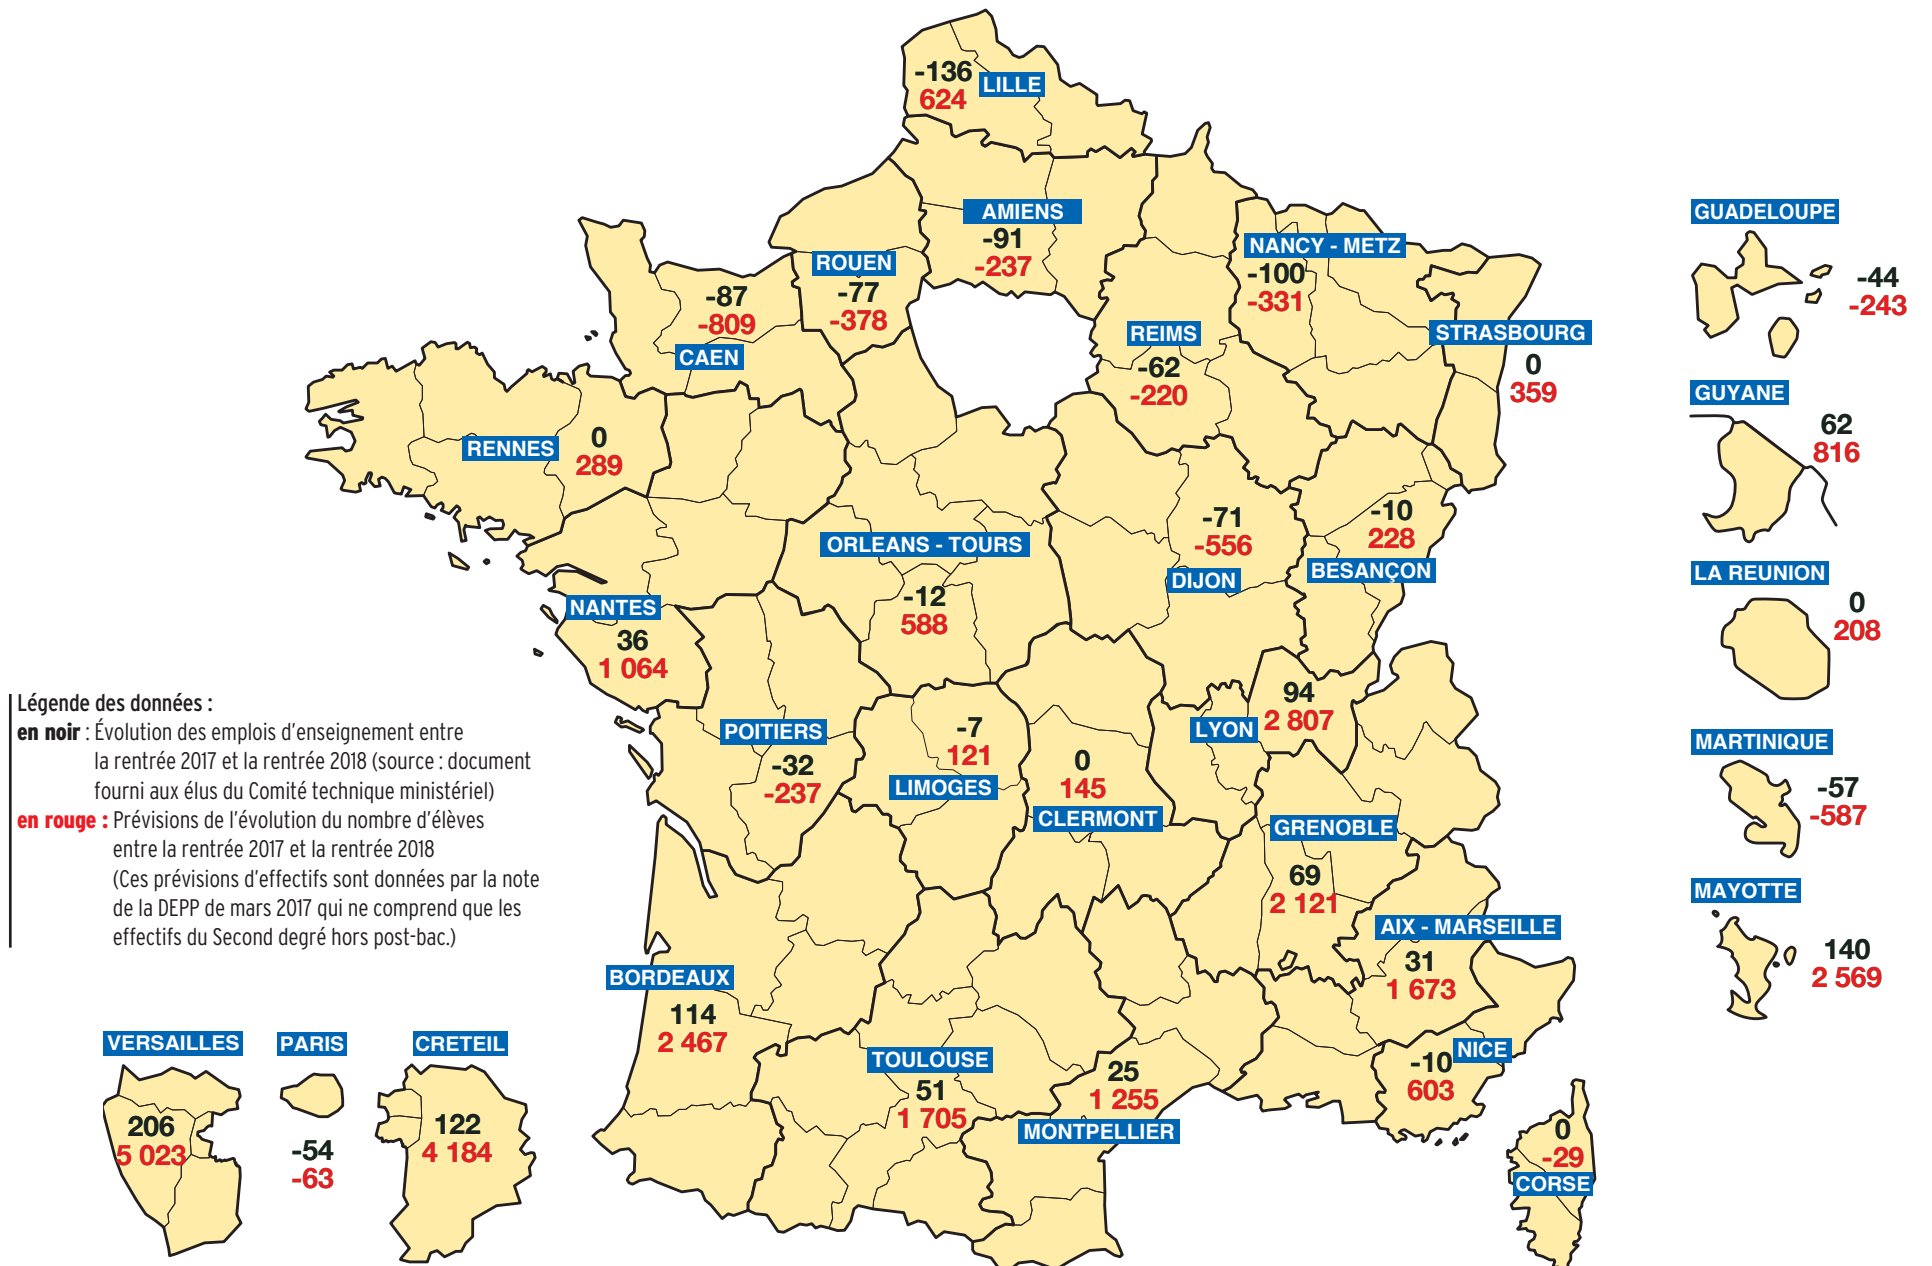 -136
LILLE
624
AMIENS
-91
-237
ROUEN
-77
-378
-87
-809
CAEN
NANCY - METZ
-100
-331
REIMS
-62
-220
STRASBOURG
0
359
RENNES
0
289
ORLEANS - TOURS
-12
588
-71
-556
DIJON
-10
228
BESANÇON
NANTES
36
1 064
POITIERS
-32
-237
-7
121
LIMOGES
0
145
CLERMONT
94
LYON
2 807
GRENOBLE
69
2 121
AIX - MARSEILLE
31
1 673
BORDEAUX
114
2 467
TOULOUSE
51
1 705
25
1 255
MONTPELLIER
NICE
-10
603
0
-29
CORSE
GUADELOUPE
-44
-243
GUYANE
62
816
LA REUNION
0
208
MARTINIQUE
-57
-587
MAYOTTE
140
2 569
Légende des données :
en noir : Évolution des emplois d’enseignement entre
la rentrée 2017 et la rentrée 2018 (source : document
fourni aux élus du Comité technique ministériel)
en rouge : Prévisions de l’évolution du nombre d’élèves
entre la rentrée 2017 et la rentrée 2018
(Ces prévisions d’effectifs sont données par la note
de la DEPP de mars 2017 qui ne comprend que les
effectifs du Second degré hors post-bac.)
VERSAILLES
206
5 023
PARIS
-54
-63
CRETEIL
122
4 184